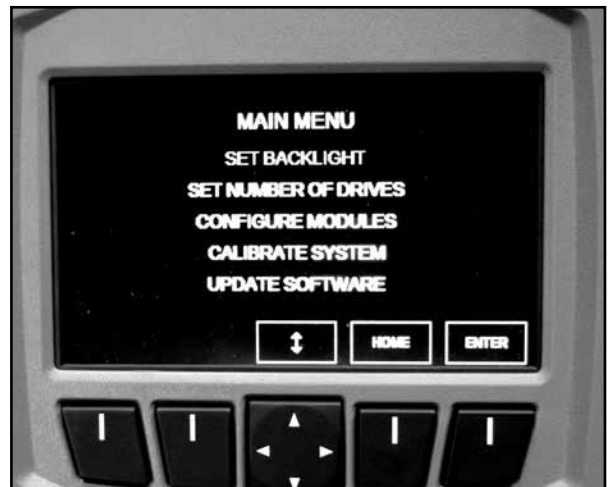 MAIN MENU
SET BACKLIGHT
SET NUMBER OF DRIVES
CONFIGURE MODULES
CALIBRATE SYSTEM
UPDATE SOFTWARE
HOME ENTER